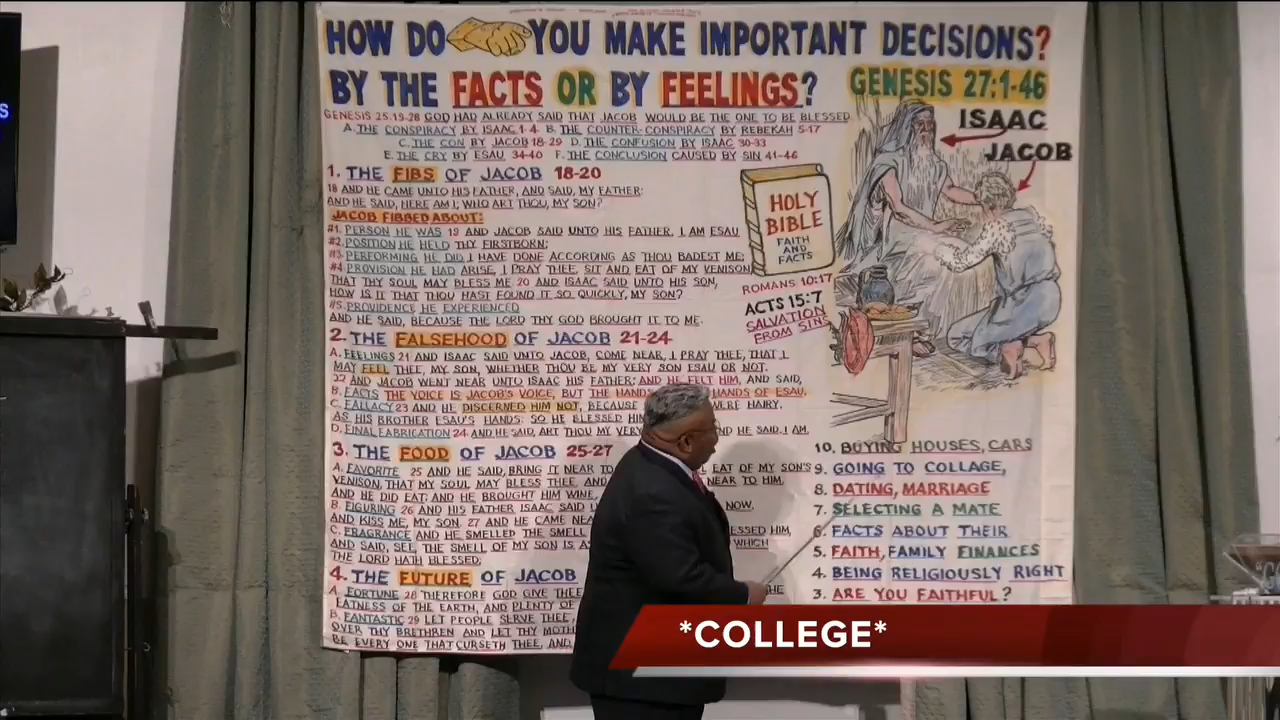 HOW DO YOU MAKE IMPORTANT DECISIONS?
BY THE FACTS OR BY FEELINGS?
GENESIS 27:1-46
GENESIS 25:19-28 GOD HAD ALREADY SAID THAT JACOB WOULD BE THE ONE TO BE BLESSED
A. THE CONSPIRACY BY ISAAC 1-4 B. THE COUNTER-CONSPIRACY BY REBEKAH 5-17
C. THE CON BY JACOB 18-29 D. THE CONFUSION BY ISAAC 30-33
E. THE CRY BY ESAU 34-40 F. THE CONCLUSION CAUSED BY SIN 41-46
ISAAC
JACOB
1. THE FIBS OF JACOB 18-20
18 AND HE CAME UNTO HIS FATHER, AND SAID, MY FATHER:
AND HE SAID, HERE AM I; WHO ART THOU, MY SON?
JACOB FIBBED ABOUT:
#1. PERSON HE WAS 19 AND JACOB SAID UNTO HIS FATHER, I AM ESAU
#2. POSITION HE HELD THY FIRSTBORN;
#3. PERFORMING HE DID I HAVE DONE ACCORDING AS THOU BADEST ME;
#4 PROVISION HE HAD ARISE, I PRAY THEE, SIT AND EAT OF MY VENISON,
THAT THY SOUL MAY BLESS ME 20 AND ISAAC SAID UNTO HIS SON,
HOW IS IT THAT THOU HAST FOUND IT SO QUICKLY, MY SON?
#5. PROVIDENCE HE EXPERIENCED
AND HE SAID, BECAUSE THE LORD THY GOD BROUGHT IT TO ME.
HOLY
BIBLE
FAITH
AND
FACTS
ROMANS 10:17
ACTS 15:7
SALVATION
FROM SINS
2. THE FALSEHOOD OF JACOB 21-24
A. FEELINGS 21 AND ISAAC SAID UNTO JACOB, COME NEAR, I PRAY THEE, THAT I
MAY FEEL THEE, MY SON, WHETHER THOU BE MY VERY SON ESAU OR NOT.
22 AND JACOB WENT NEAR UNTO ISAAC HIS FATHER; AND HE FELT HIM, AND SAID,
B. FACTS THE VOICE IS JACOB'S VOICE, BUT THE HANDS HANDS OF ESAU.
C. FALLACY 23 AND HE DISCERNED HIM NOT, BECAUSE WERE HAIRY,
AS HIS BROTHER ESAU'S HANDS: SO HE BLESSED HIM
D. FINAL FABRICATION 24 AND HE SAID, ART THOU MY VERY ND HE SAID, I AM.
3. THE FOOD OF JACOB 25-27
A. FAVORITE 25 AND HE SAID, BRING IT NEAR TO L EAT OF MY SON'S
VENISON, THAT MY SOUL MAY BLESS THEE. AND NEAR TO HIM,
AND HE DID EAT: AND HE BROUGHT HIM WINE,
B. FIGURING 26 AND HIS FATHER ISAAC SAID U NOW,
AND KISS ME, MY SON. 27 AND HE CAME NEA
C. FRAGRANCE AND HE SMELLED THE SMELL ESSED HIM,
AND SAID, SEE, THE SMELL OF MY SON IS AS WHICH
THE LORD HATH BLESSED:
4. THE FUTURE OF JACOB
A. FORTUNE 28 THEREFORE GOD GIVE THEE THE
FATNESS OF THE EARTH, AND PLENTY OF
B. FANTASTIC 29 LET PEOPLE SERVE THEE,
OVER THY BRETHREN AND LET THY MOTH
BE EVERY ONE THAT CURSETH THEE, AND
10. BUYING HOUSES, CARS
9. GOING TO COLLAGE,
8. DATING, MARRIAGE
7. SELECTING A MATE
6. FACTS ABOUT THEIR
5. FAITH, FAMILY FINANCES
4. BEING RELIGIOUSLY RIGHT
3. ARE YOU FAITHFUL?
*COLLEGE*
S